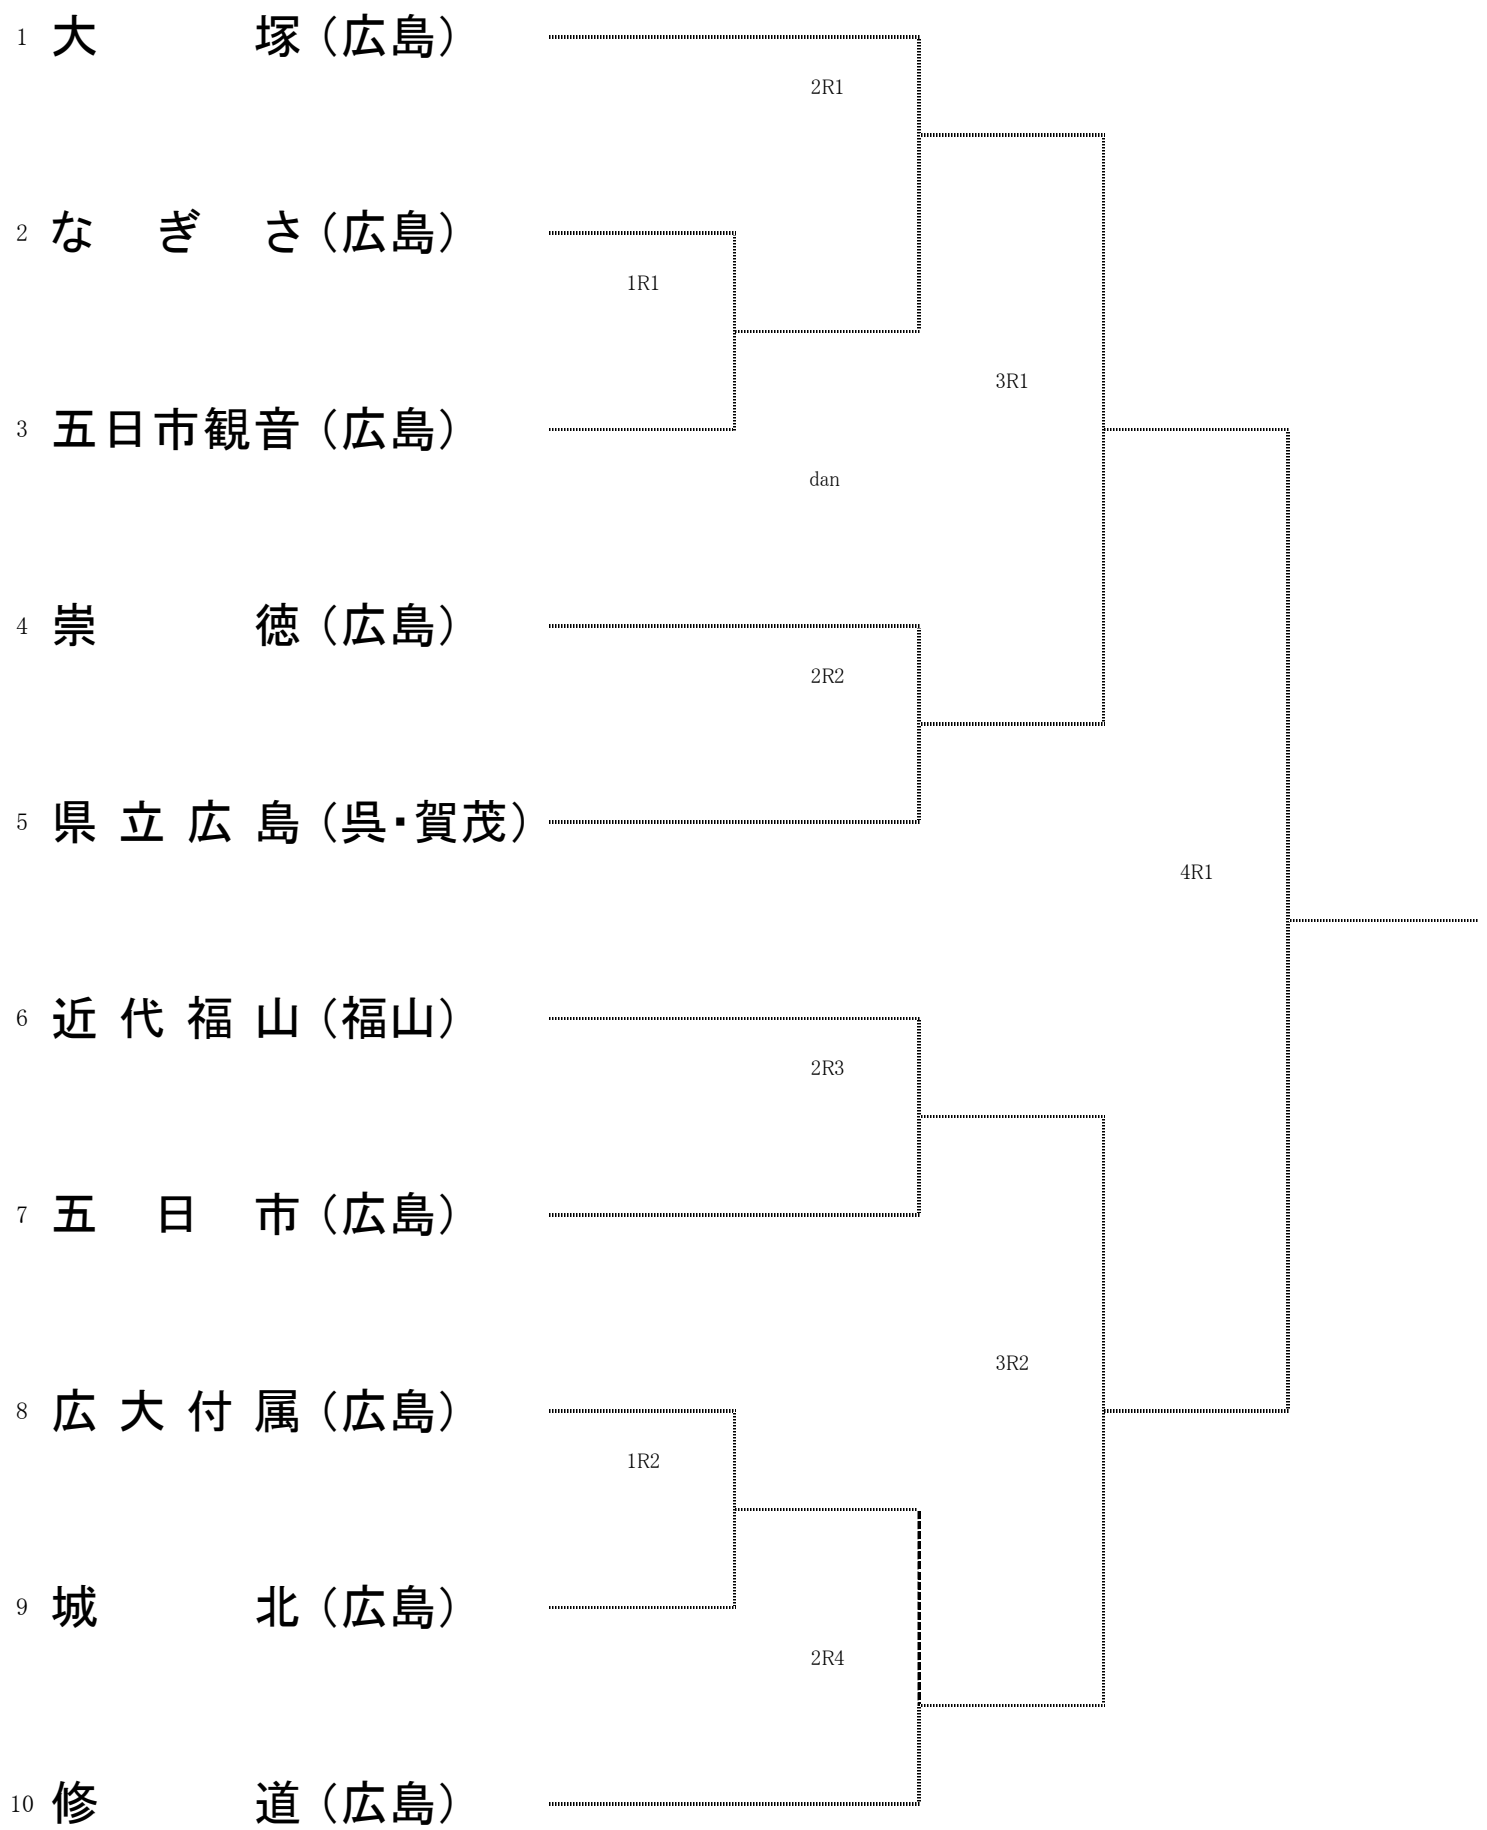 1 大塚（広島）
2R1
2 なぎさ（広島）
1R1
3R1
3 五日市観音（広島）
dan
4 崇徳（広島）
2R2
5 県立広島（呉・賀茂）
4R1
6 近代福山（福山）
2R3
7 五日市（広島）
3R2
8 広大付属（広島）
1R2
9 城北（広島）
2R4
10 修道（広島）